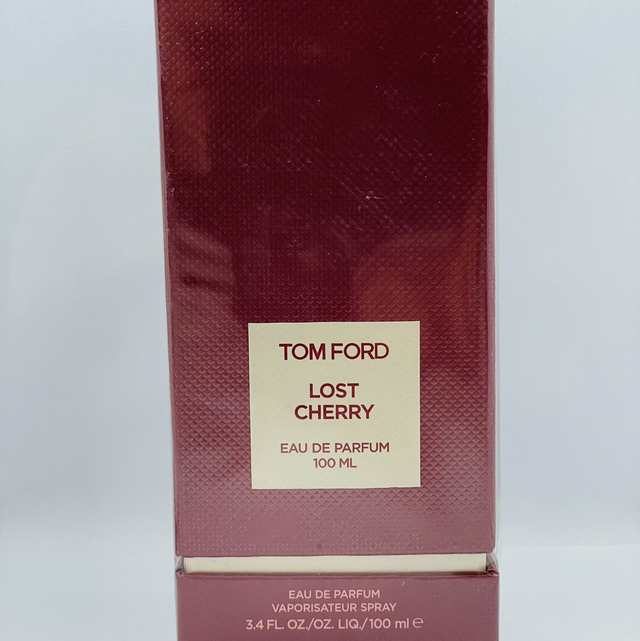 TOM FORD
LOST
CHERRY
EAU DE PARFUM
100 ML
EAU DE PARFUM
VAPORISATEUR SPRAY
3.4 FL. OZ./OZ. LIQ./100 ml ℮